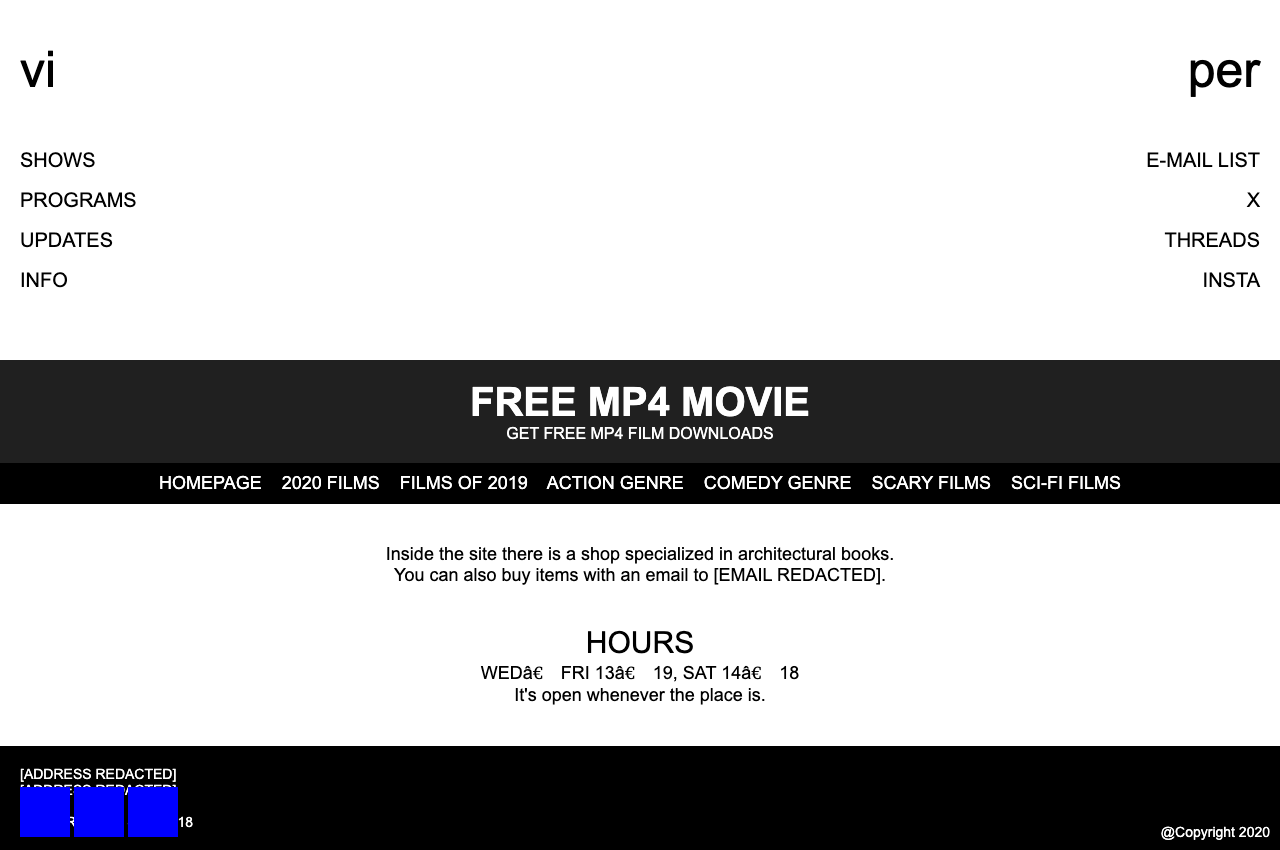 vi
per
SHOWS
PROGRAMS
UPDATES
INFO
E-MAIL LIST
X
THREADS
INSTA
FREE MP4 MOVIE
GET FREE MP4 FILM DOWNLOADS
HOMEPAGE 2020 FILMS FILMS OF 2019 ACTION GENRE COMEDY GENRE SCARY FILMS SCI-FI FILMS
Inside the site there is a shop specialized in architectural books.
You can also buy items with an email to [EMAIL REDACTED].
HOURS
WEDâ€ FRI 13â€ 19, SAT 14â€ 18
It's open whenever the place is.
[ADDRESS REDACTED]
[ADDRESS REDACTED]
18
@Copyright 2020